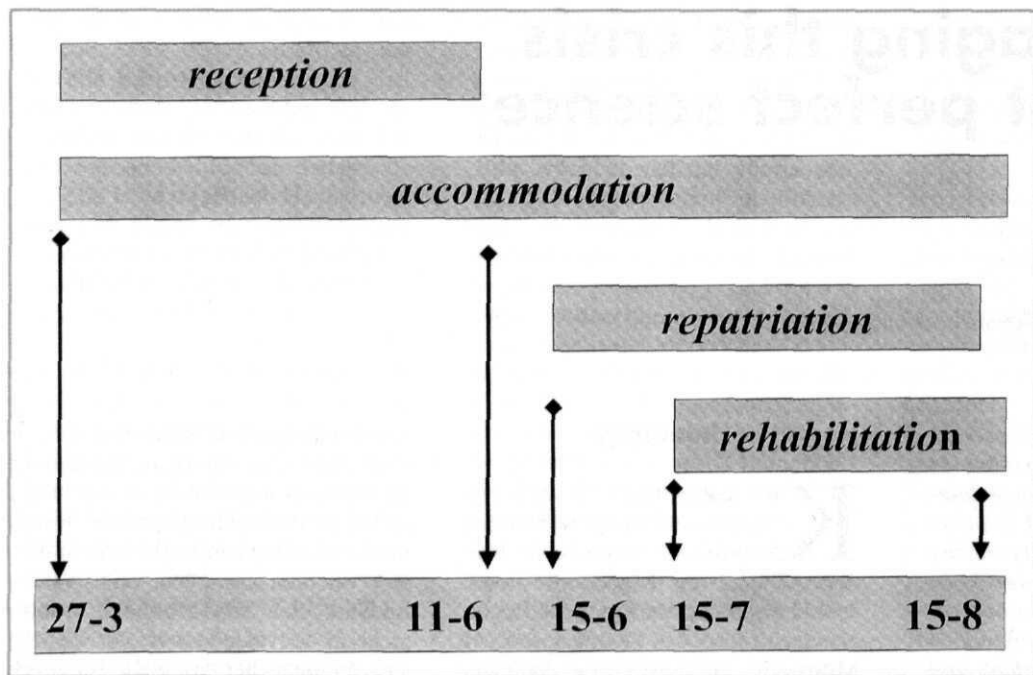 reception
accommodation
repatriation
rehabilitation
27-3 11-6 15-6 15-7 15-8